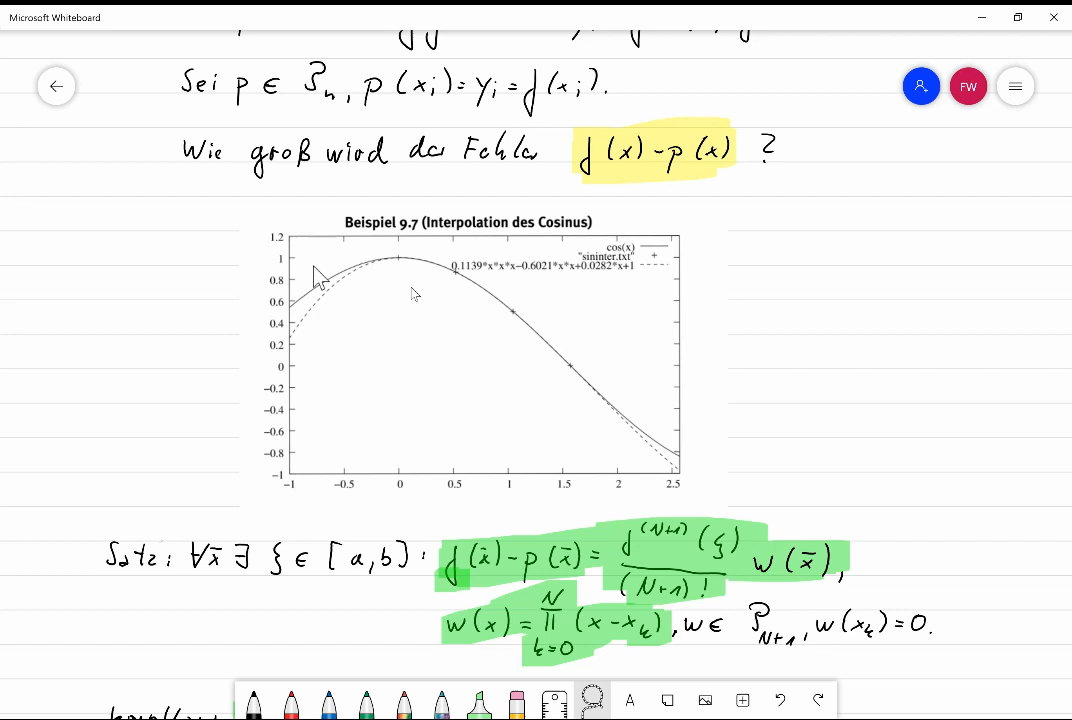 Microsoft Whiteboard
Sei p ∈ P_n, p(x_i) = y_i = f(x_i).
FW
Wie groß wird der Fehler f(x) - p(x) ?
Beispiel 9.7 (Interpolation des Cosinus)
cos(x)
"sininter.txt"
0.1139*x*x*x-0.6021*x*x+0.0282*x+1
1.2
1
0.8
0.6
0.4
0.2
0
-0.2
-0.4
-0.6
-0.8
-1
-1 -0.5 0 0.5 1 1.5 2 2.5
Satz: ∀x̄ ∃ ξ ∈ [a,b]: f(x̄) - p(x̄) = f^(N+1)(ξ) / (N+1)! w(x̄),
w(x) = ∏_{k=0}^{N} (x - x_k), w ∈ P_{N+1}, w(x_k) = 0.
A